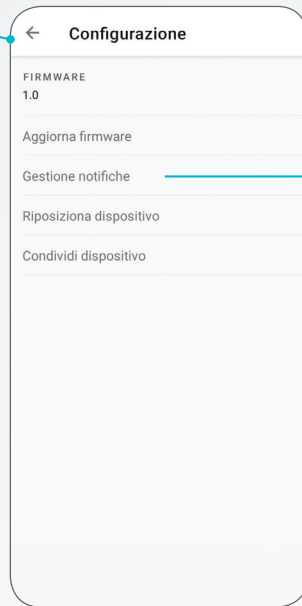 Configurazione
FIRMWARE
1.0
Aggiorna firmware
Gestione notifiche
Riposiziona dispositivo
Condividi dispositivo